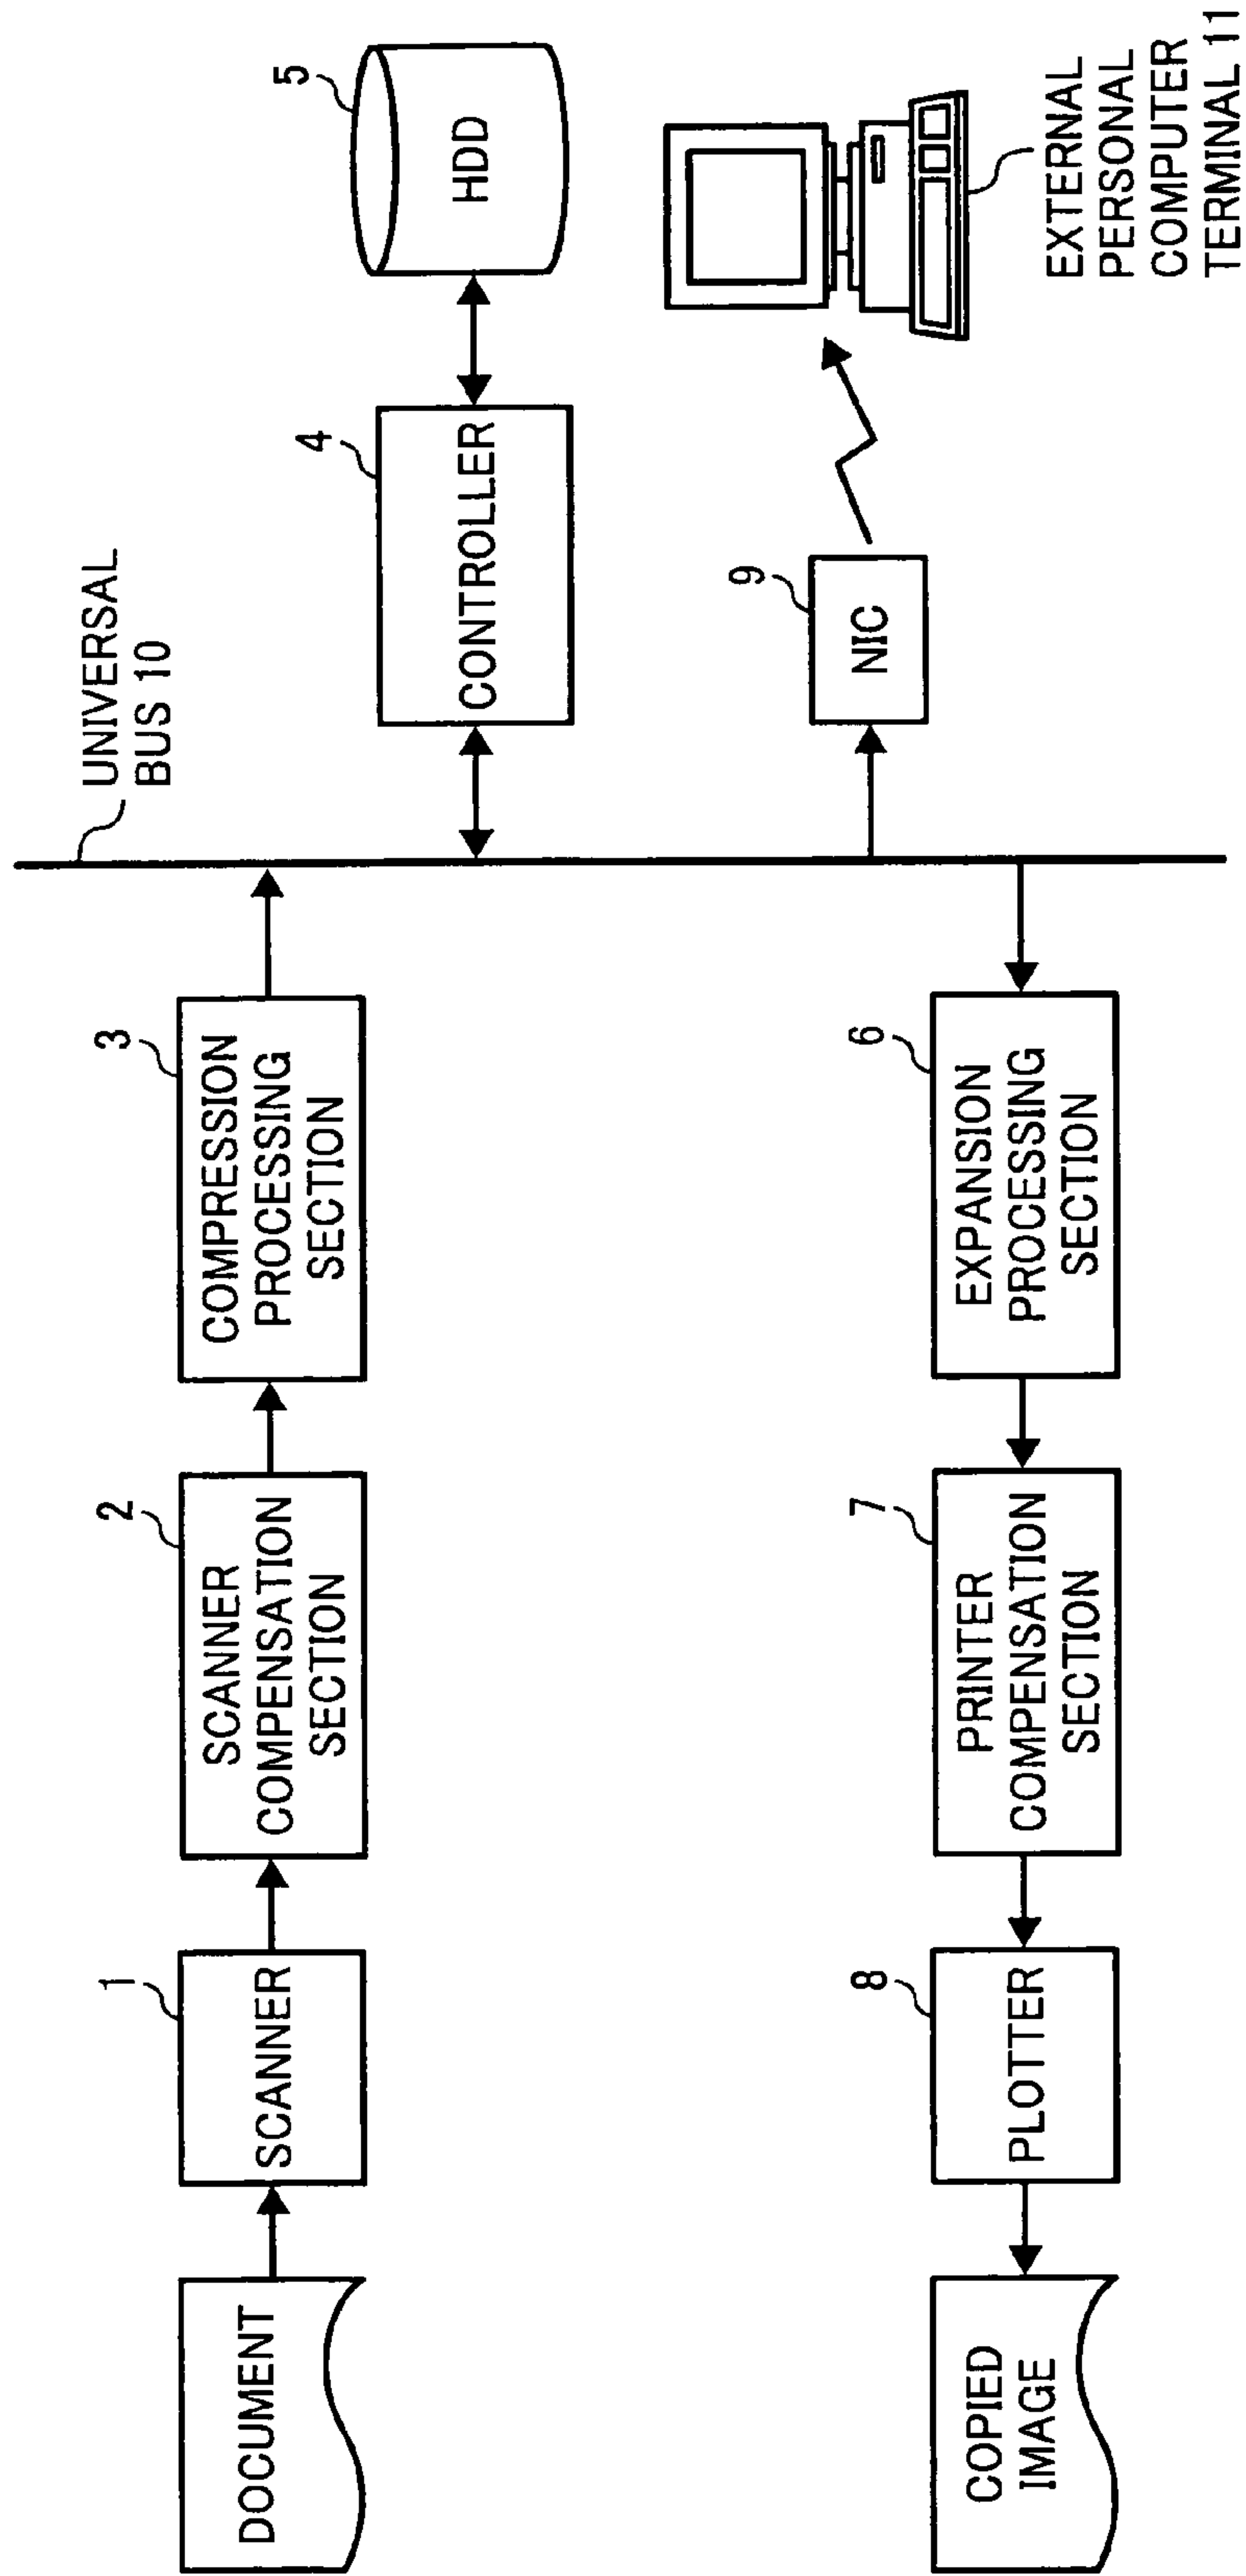 DOCUMENT
1
SCANNER
2
SCANNER
COMPENSATION
SECTION
3
COMPRESSION
PROCESSING
SECTION
UNIVERSAL
BUS 10
4
CONTROLLER
5
HDD
9
NIC
EXTERNAL
PERSONAL
COMPUTER
TERMINAL 11
6
EXPANSION
PROCESSING
SECTION
7
PRINTER
COMPENSATION
SECTION
8
PLOTTER
COPIED
IMAGE